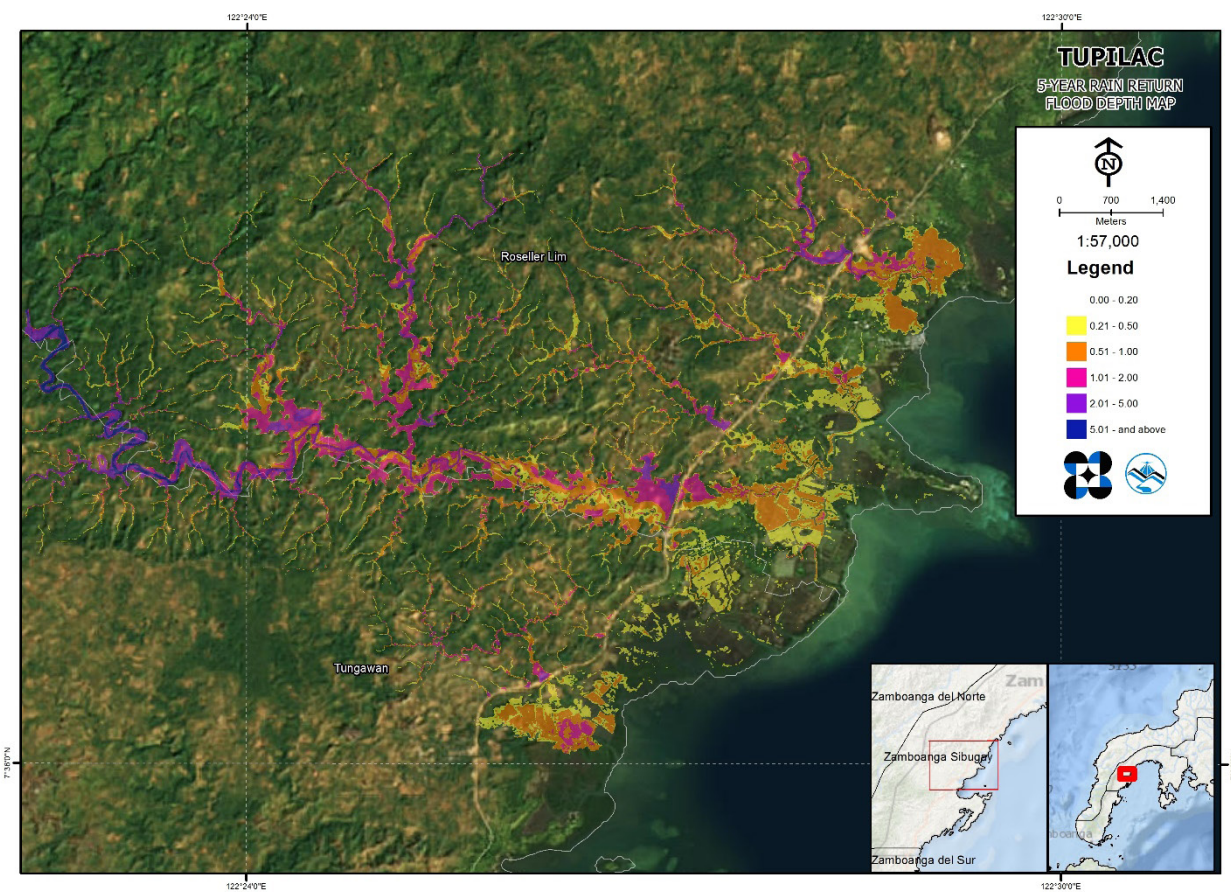 122°24'0"E
122°30'0"E
TUPILAC
5-YEAR RAIN RETURN
FLOOD DEPTH MAP
N
0 700 1,400
Meters
1:57,000
Legend
0.00 - 0.20
0.21 - 0.50
0.51 - 1.00
1.01 - 2.00
2.01 - 5.00
5.01 - and above
Roseller Lim
Tungawan
7°36'0"N
Zamboanga del Norte
Zam
Zamboanga Sibugay
Zamboanga del Sur
122°24'0"E
122°30'0"E